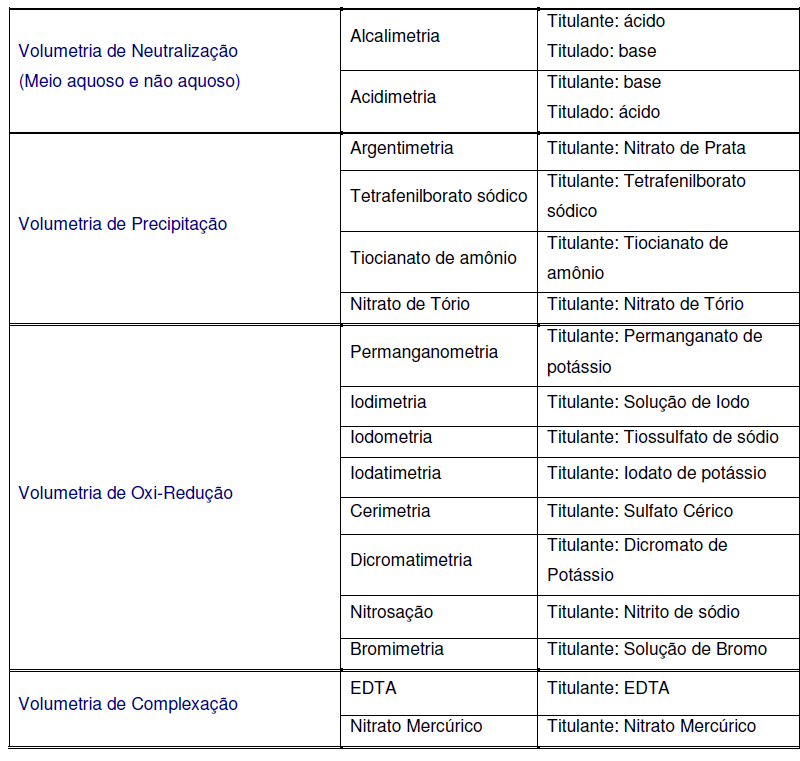 Volumetria de Neutralização
(Meio aquoso e não aquoso)
Alcalimetria
Titulante: ácido
Titulado: base
Acidimetria
Titulante: base
Titulado: ácido
Volumetria de Precipitação
Argentimetria
Titulante: Nitrato de Prata
Tetrafenilborato sódico
Titulante: Tetrafenilborato
sódico
Tiocianato de amônio
Titulante: Tiocianato de
amônio
Nitrato de Tório
Titulante: Nitrato de Tório
Volumetria de Oxi-Redução
Permanganometria
Titulante: Permanganato de
potássio
Iodimetria
Titulante: Solução de Iodo
Iodometria
Titulante: Tiossulfato de sódio
Iodatimetria
Titulante: Iodato de potássio
Cerimetria
Titulante: Sulfato Cérico
Dicromatimetria
Titulante: Dicromato de
Potássio
Nitrosação
Titulante: Nitrito de sódio
Bromimetria
Titulante: Solução de Bromo
Volumetria de Complexação
EDTA
Titulante: EDTA
Nitrato Mercúrico
Titulante: Nitrato Mercúrico